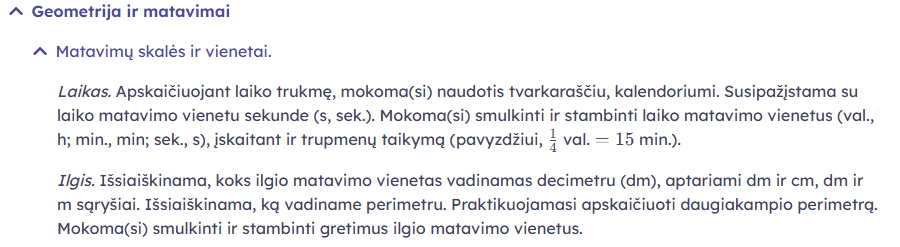 Geometrija ir matavimai
Matavimų skalės ir vienetai.
Laikas. Apskaičiuojant laiko trukmę, mokoma(si) naudotis tvarkaraščiu, kalendoriumi. Susipažįstama su
laiko matavimo vienetu sekunde (s, sek.). Mokoma(si) smulkinti ir stambinti laiko matavimo vienetus (val.,
h; min., min; sek., s), įskaitant ir trupmenų taikymą (pavyzdžiui, 1/4 val. = 15 min.).
Ilgis. Išsiaiškinama, koks ilgio matavimo vienetas vadinamas decimetru (dm), aptariami dm ir cm, dm ir
m sąryšiai. Išsiaiškinama, ką vadiname perimetru. Praktikuojamasi apskaičiuoti daugiakampio perimetrą.
Mokoma(si) smulkinti ir stambinti gretimus ilgio matavimo vienetus.